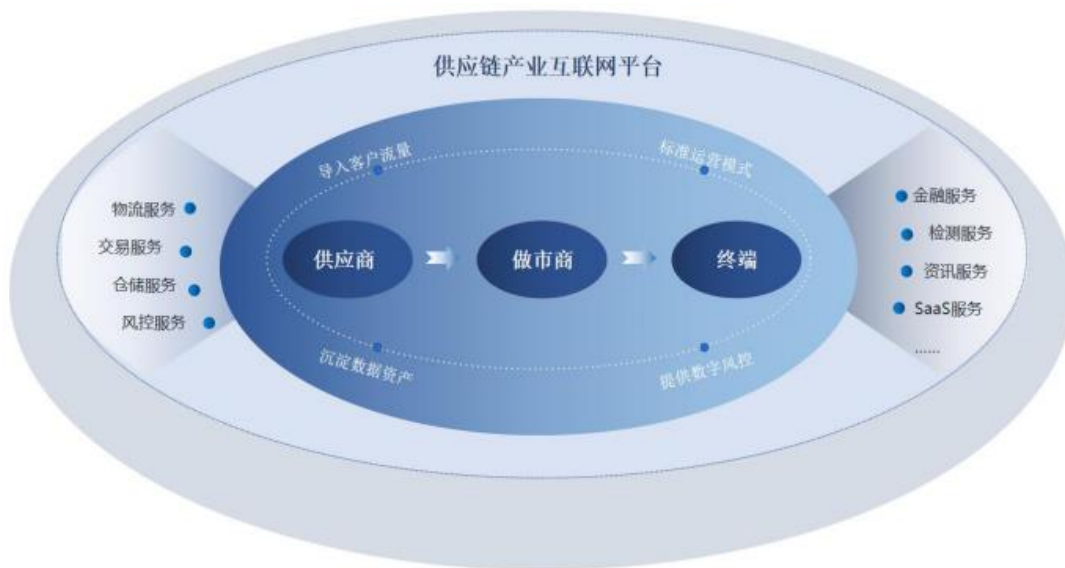 供应链产业互联网平台
导入客户流量
标准运营模式
物流服务
交易服务
仓储服务
风控服务
供应商
做市商
终端
金融服务
检测服务
资讯服务
SaaS服务
......
沉淀数据资产
提供数字风控